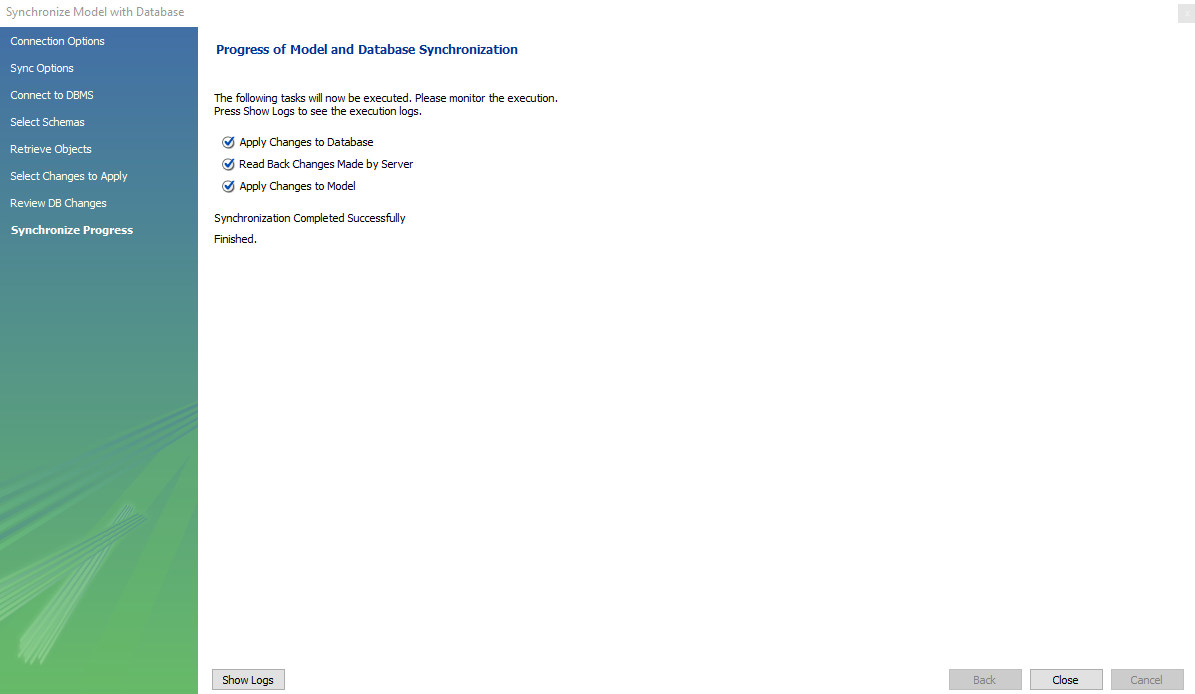 Synchronize Model with Database
Connection Options
Sync Options
Connect to DBMS
Select Schemas
Retrieve Objects
Select Changes to Apply
Review DB Changes
Synchronize Progress
Progress of Model and Database Synchronization
The following tasks will now be executed. Please monitor the execution.
Press Show Logs to see the execution logs.
Apply Changes to Database
Read Back Changes Made by Server
Apply Changes to Model
Synchronization Completed Successfully
Finished.
Show Logs
Back
Close
Cancel